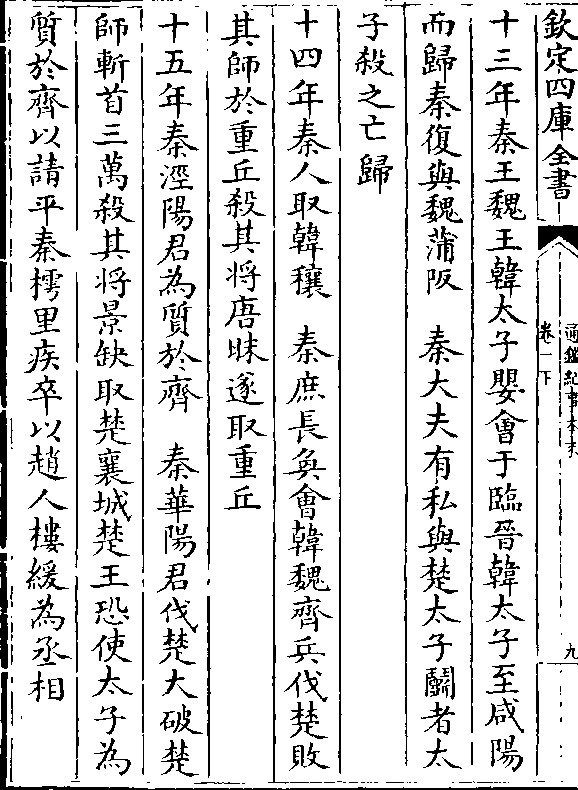 欽定四庫全書
通鑑紀事本末
卷一下
九
十三年秦王魏王韓太子嬰會于臨晉韓太子至咸陽
而歸秦復與魏蒲阪　秦大夫有私與楚太子鬭者太
子殺之亡歸
十四年秦人取韓穰　秦庶長奐會韓魏齊兵伐楚敗
其師於重丘殺其將唐昧遂取重丘
十五年秦涇陽君為質於齊　秦華陽君伐楚大破楚
師斬首三萬殺其將景缺取楚襄城楚王恐使太子為
質於齊以請平秦樗里疾卒以趙人樓緩為丞相